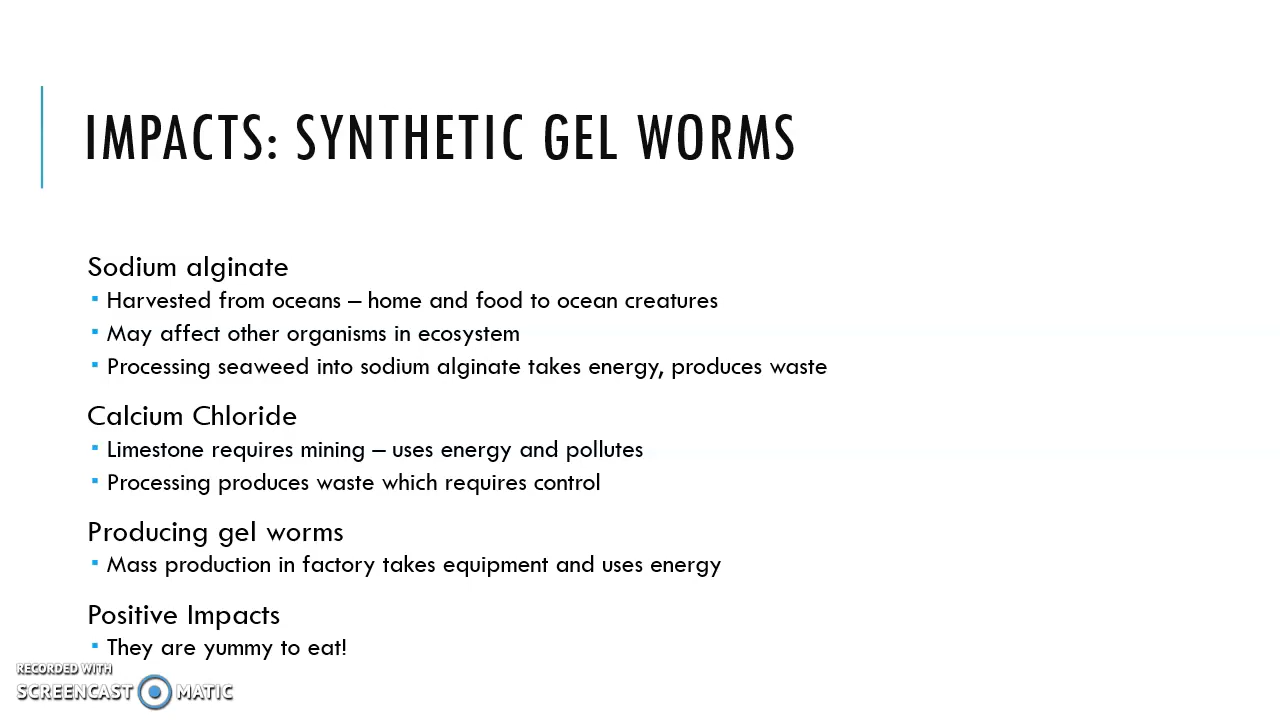 IMPACTS: SYNTHETIC GEL WORMS
Sodium alginate
▪ Harvested from oceans – home and food to ocean creatures
▪ May affect other organisms in ecosystem
▪ Processing seaweed into sodium alginate takes energy, produces waste
Calcium Chloride
▪ Limestone requires mining – uses energy and pollutes
▪ Processing produces waste which requires control
Producing gel worms
▪ Mass production in factory takes equipment and uses energy
Positive Impacts
▪ They are yummy to eat!
RECORDED WITH
SCREENCAST MATIC